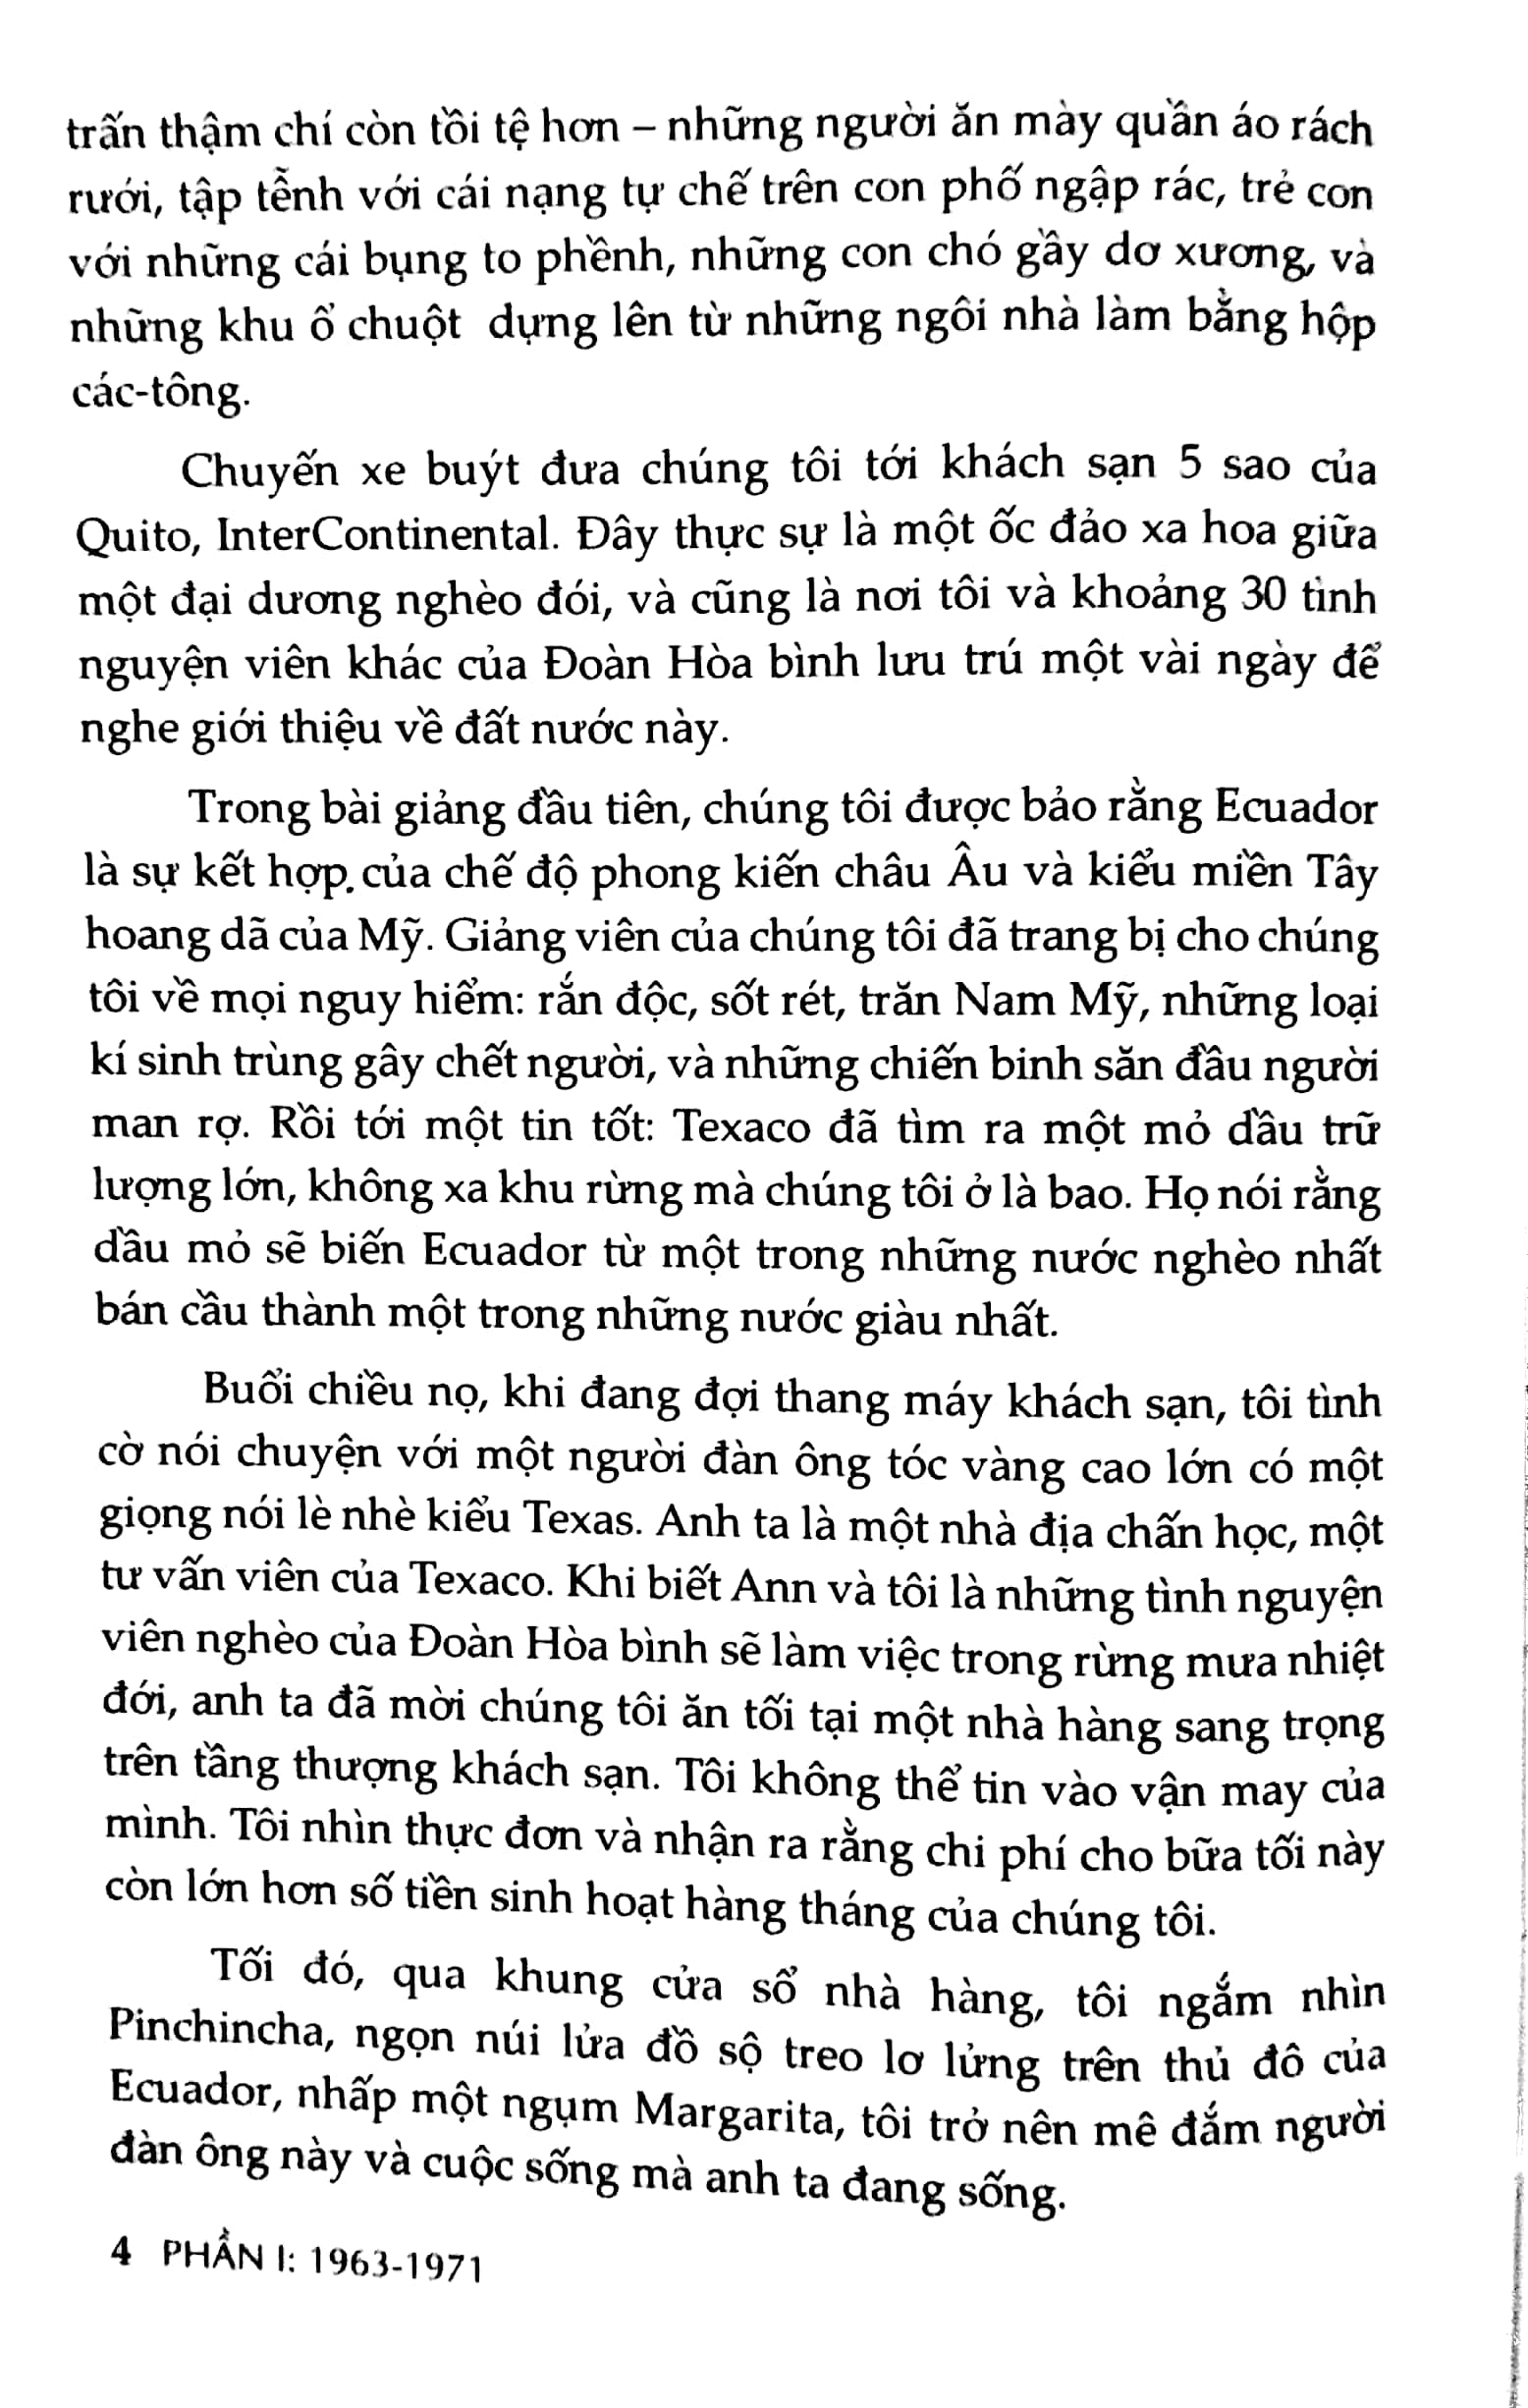 trấn thậm chí còn tồi tệ hơn – những người ăn mày quần áo rách
rưới, tập tễnh với cái nạng tự chế trên con phố ngập rác, trẻ con
với những cái bụng to phềnh, những con chó gầy dơ xương, và
những khu ổ chuột dựng lên từ những ngôi nhà làm bằng hộp
các-tông.
Chuyến xe buýt đưa chúng tôi tới khách sạn 5 sao của
Quito, InterContinental. Đây thực sự là một ốc đảo xa hoa giữa
một đại dương nghèo đói, và cũng là nơi tôi và khoảng 30 tình
nguyện viên khác của Đoàn Hòa bình lưu trú một vài ngày để
nghe giới thiệu về đất nước này.
Trong bài giảng đầu tiên, chúng tôi được bảo rằng Ecuador
là sự kết hợp của chế độ phong kiến châu Âu và kiểu miền Tây
hoang dã của Mỹ. Giảng viên của chúng tôi đã trang bị cho chúng
tôi về mọi nguy hiểm: rắn độc, sốt rét, trăn Nam Mỹ, những loại
kí sinh trùng gây chết người, và những chiến binh săn đầu người
man rợ. Rồi tới một tin tốt: Texaco đã tìm ra một mỏ dầu trữ
lượng lớn, không xa khu rừng mà chúng tôi ở là bao. Họ nói rằng
dầu mỏ sẽ biến Ecuador từ một trong những nước nghèo nhất
bán cầu thành một trong những nước giàu nhất.
Buổi chiều nọ, khi đang đợi thang máy khách sạn, tôi tình
cờ nói chuyện với một người đàn ông tóc vàng cao lớn có một
giọng nói lè nhè kiểu Texas. Anh ta là một nhà địa chấn học, một
tư vấn viên của Texaco. Khi biết Ann và tôi là những tình nguyện
viên nghèo của Đoàn Hòa bình sẽ làm việc trong rừng mưa nhiệt
đới, anh ta đã mời chúng tôi ăn tối tại một nhà hàng sang trọng
trên tầng thượng khách sạn. Tôi không thể tin vào vận may của
mình. Tôi nhìn thực đơn và nhận ra rằng chi phí cho bữa tối này
còn lớn hơn số tiền sinh hoạt hàng tháng của chúng tôi.
Tối đó, qua khung cửa sổ nhà hàng, tôi ngắm nhìn
Pinchincha, ngọn núi lửa đồ sộ treo lơ lửng trên thủ đô của
Ecuador, nhấp một ngụm Margarita, tôi trở nên mê đắm người
đàn ông này và cuộc sống mà anh ta đang sống.
4 PHẦN I: 1963-1971